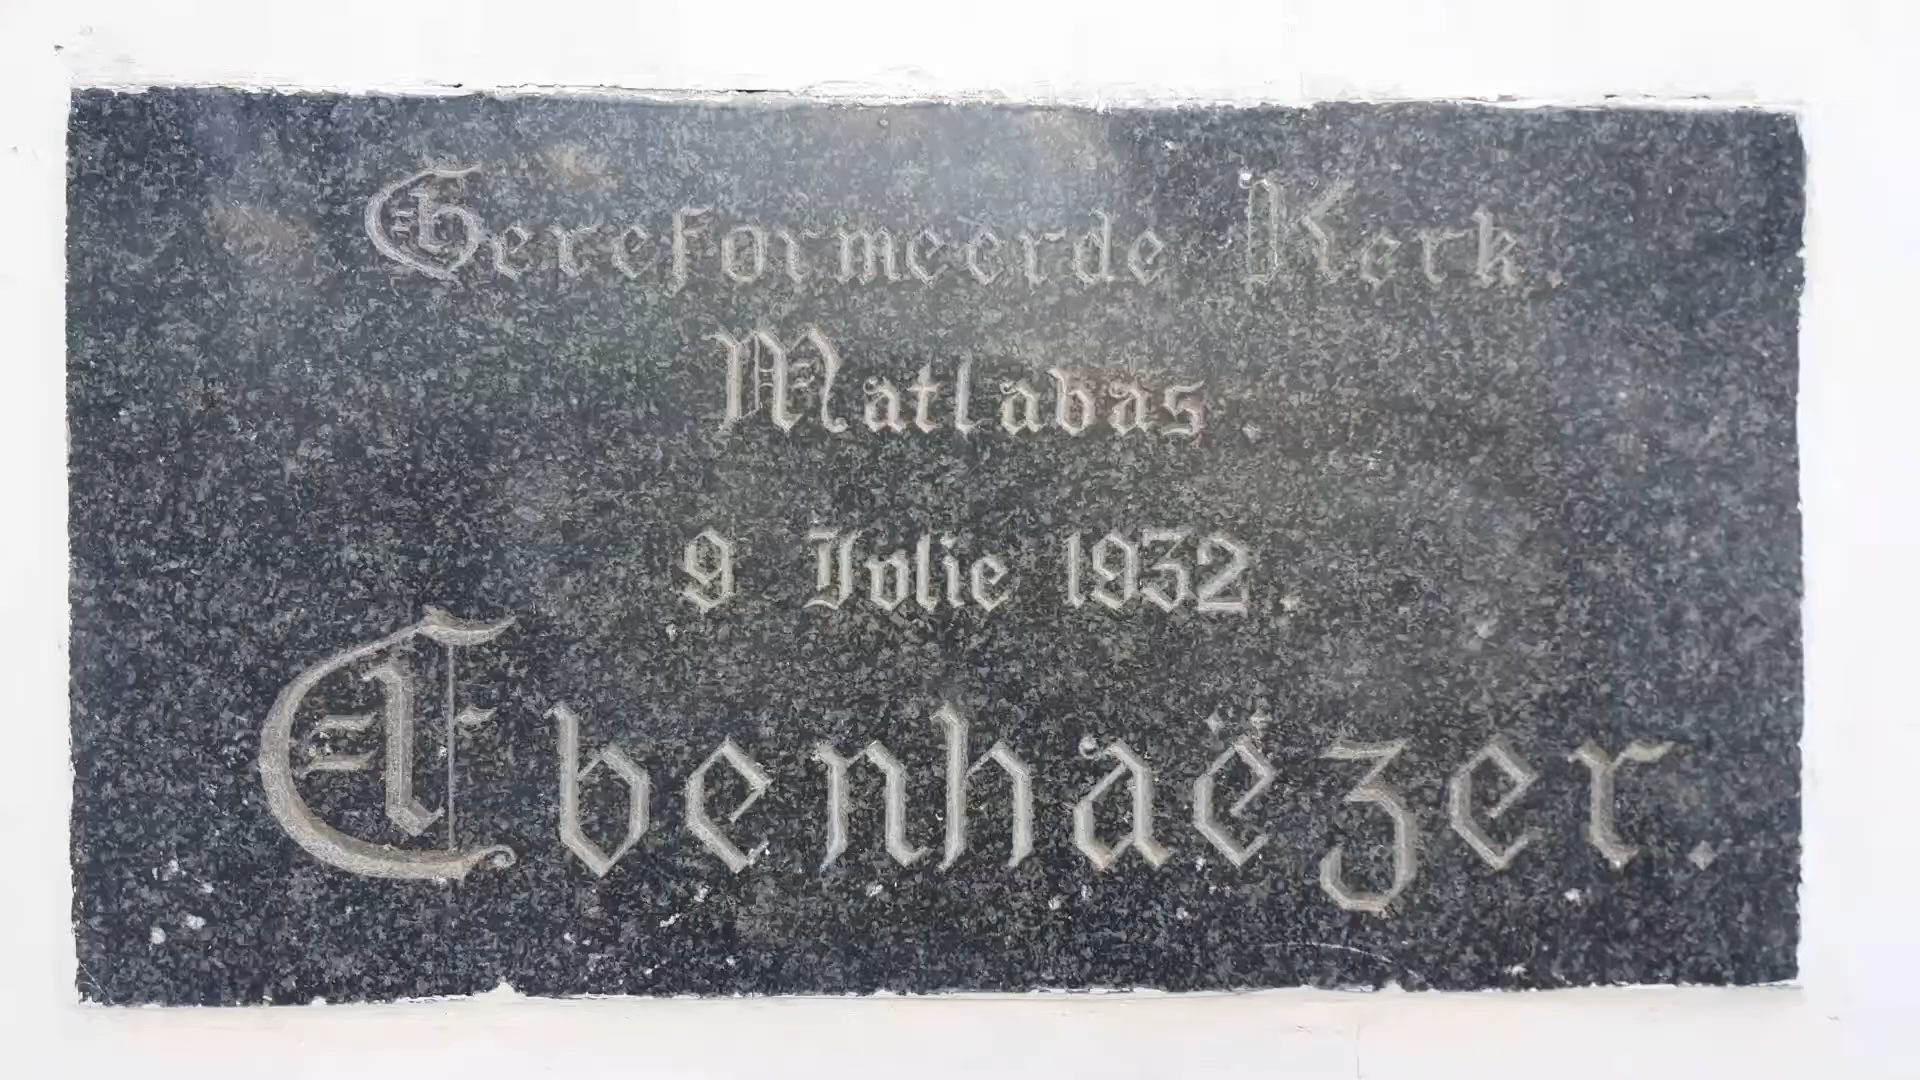 Gereformeerde Kerk.
Matlabas.
9 Julie 1932.
Ebenhaëzer.